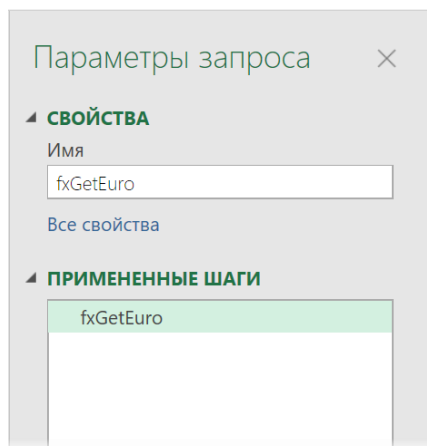 Параметры запроса
СВОЙСТВА
Имя
fxGetEuro
Все свойства
ПРИМЕНЕННЫЕ ШАГИ
fxGetEuro